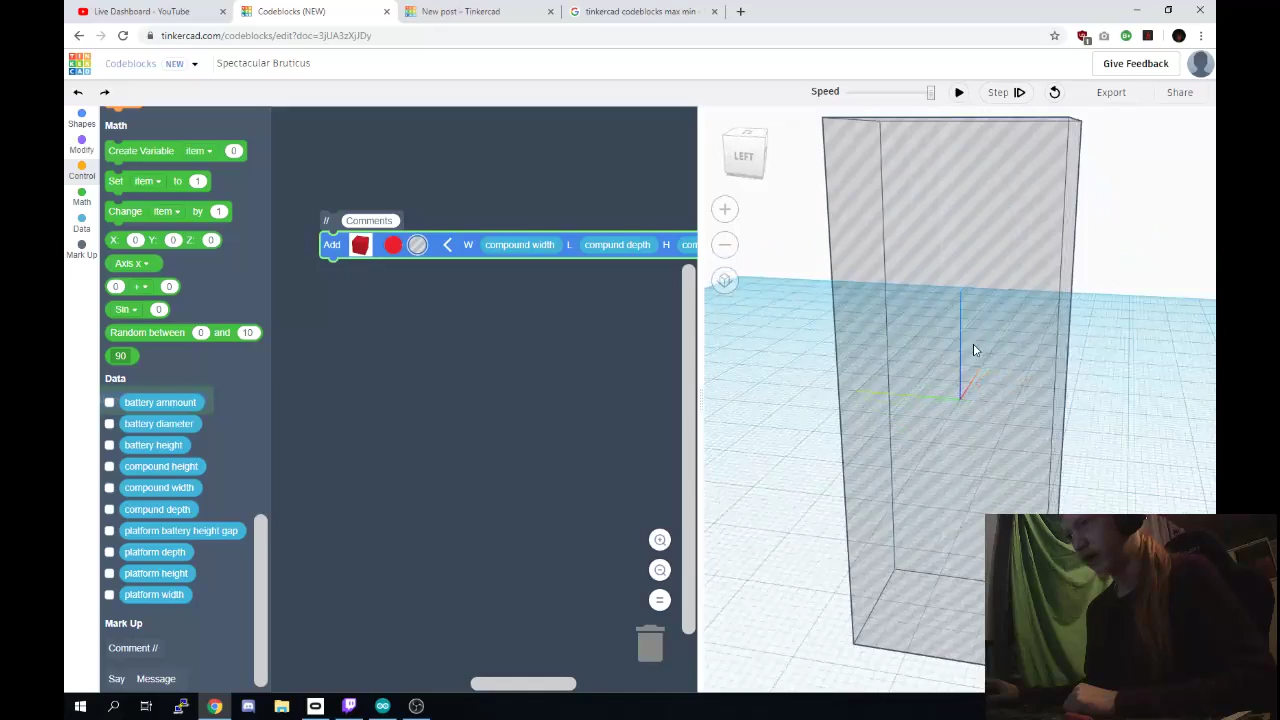 Live Dashboard - YouTube
Codeblocks (NEW)
New post – Tinkercad
tinkercad codeblocks max min -
tinkercad.com/codeblocks/edit?doc=3jUA3zXjJDy
TIN
KER
CAD
Codeblocks NEW
Spectacular Bruticus
Give Feedback
Speed
Step
Export
Share
Shapes
Modify
Control
Math
Data
Mark Up
Math
Create Variable item 0
Set item to 1
Change item by 1
X: 0 Y: 0 Z: 0
Axis x
0 + 0
Sin 0
Random between 0 and 10
90
Data
battery ammount
battery diameter
battery height
compound height
compound width
compund depth
platform battery height gap
platform depth
platform height
platform width
Mark Up
Comment //
Say Message
// Comments
Add W compound width L compund depth H com
LEFT